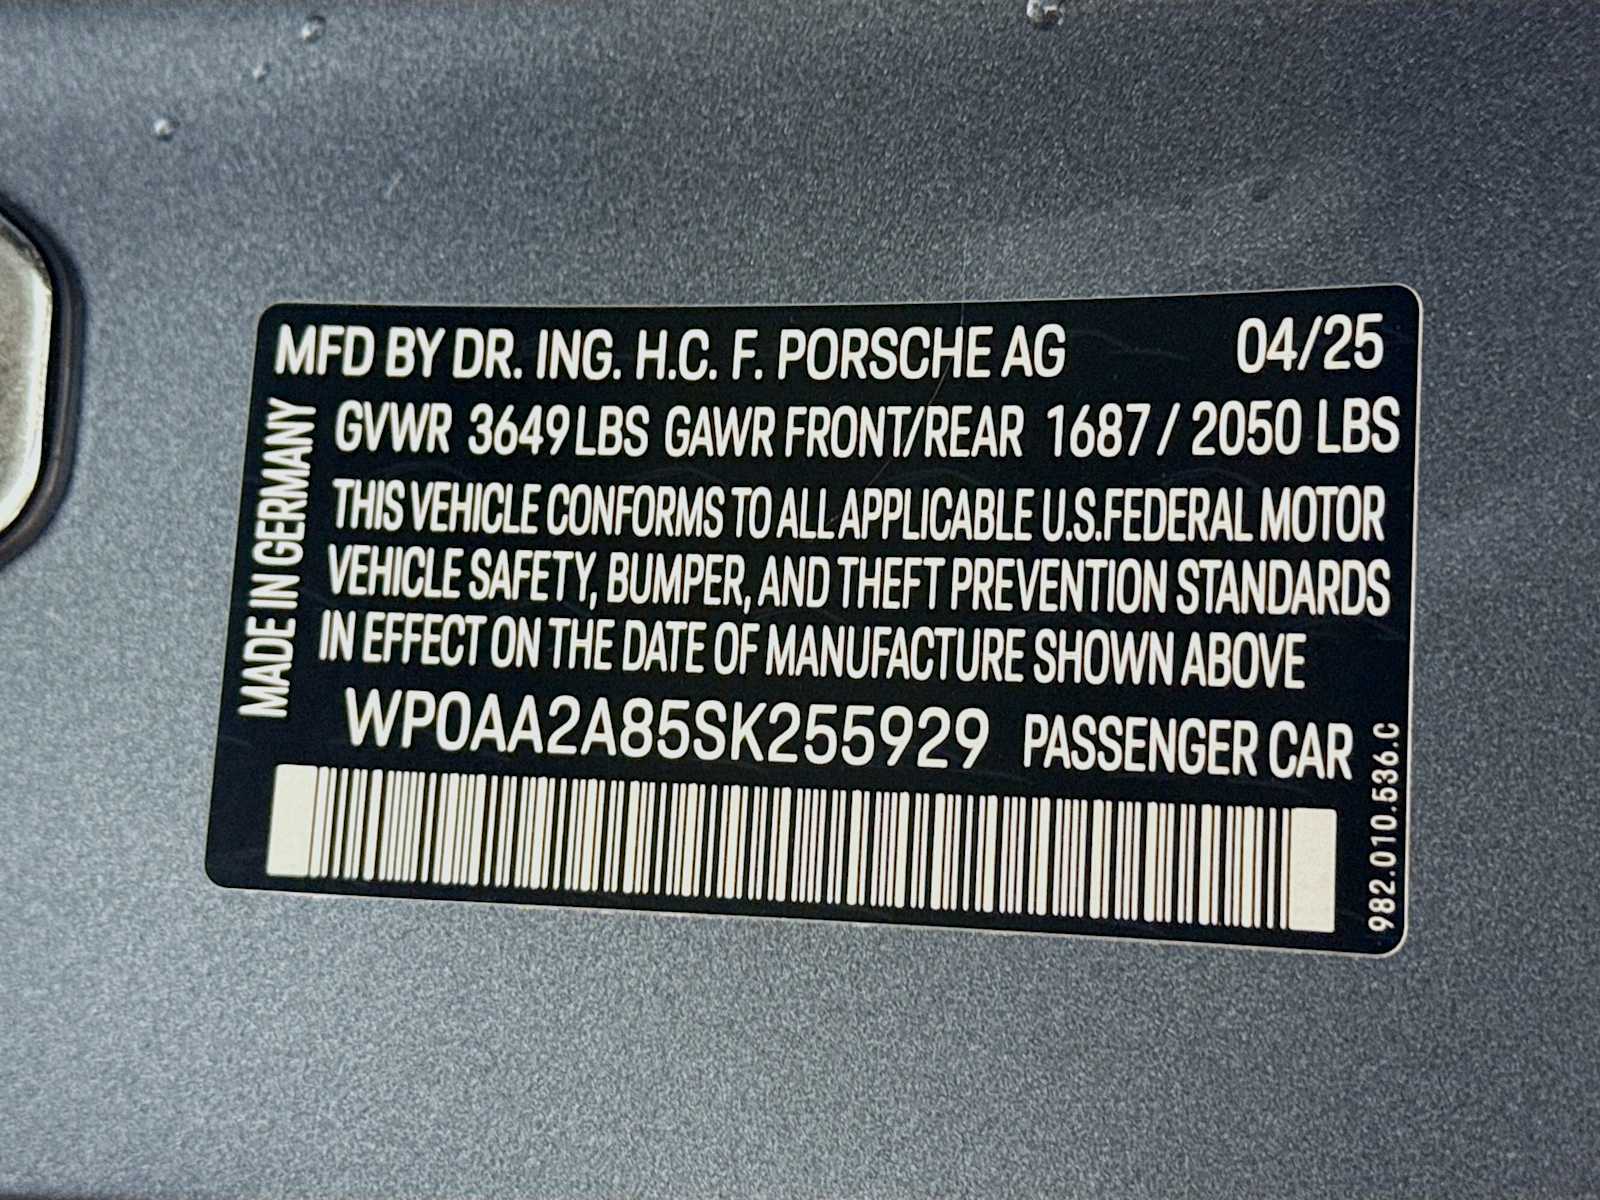 MFD BY DR. ING. H.C. F. PORSCHE AG 04/25
GVWR 3649 LBS GAWR FRONT/REAR 1687 / 2050 LBS
THIS VEHICLE CONFORMS TO ALL APPLICABLE U.S.FEDERAL MOTOR
VEHICLE SAFETY, BUMPER, AND THEFT PREVENTION STANDARDS
IN EFFECT ON THE DATE OF MANUFACTURE SHOWN ABOVE
WP0AA2A85SK255929 PASSENGER CAR
MADE IN GERMANY
982.010.536.C